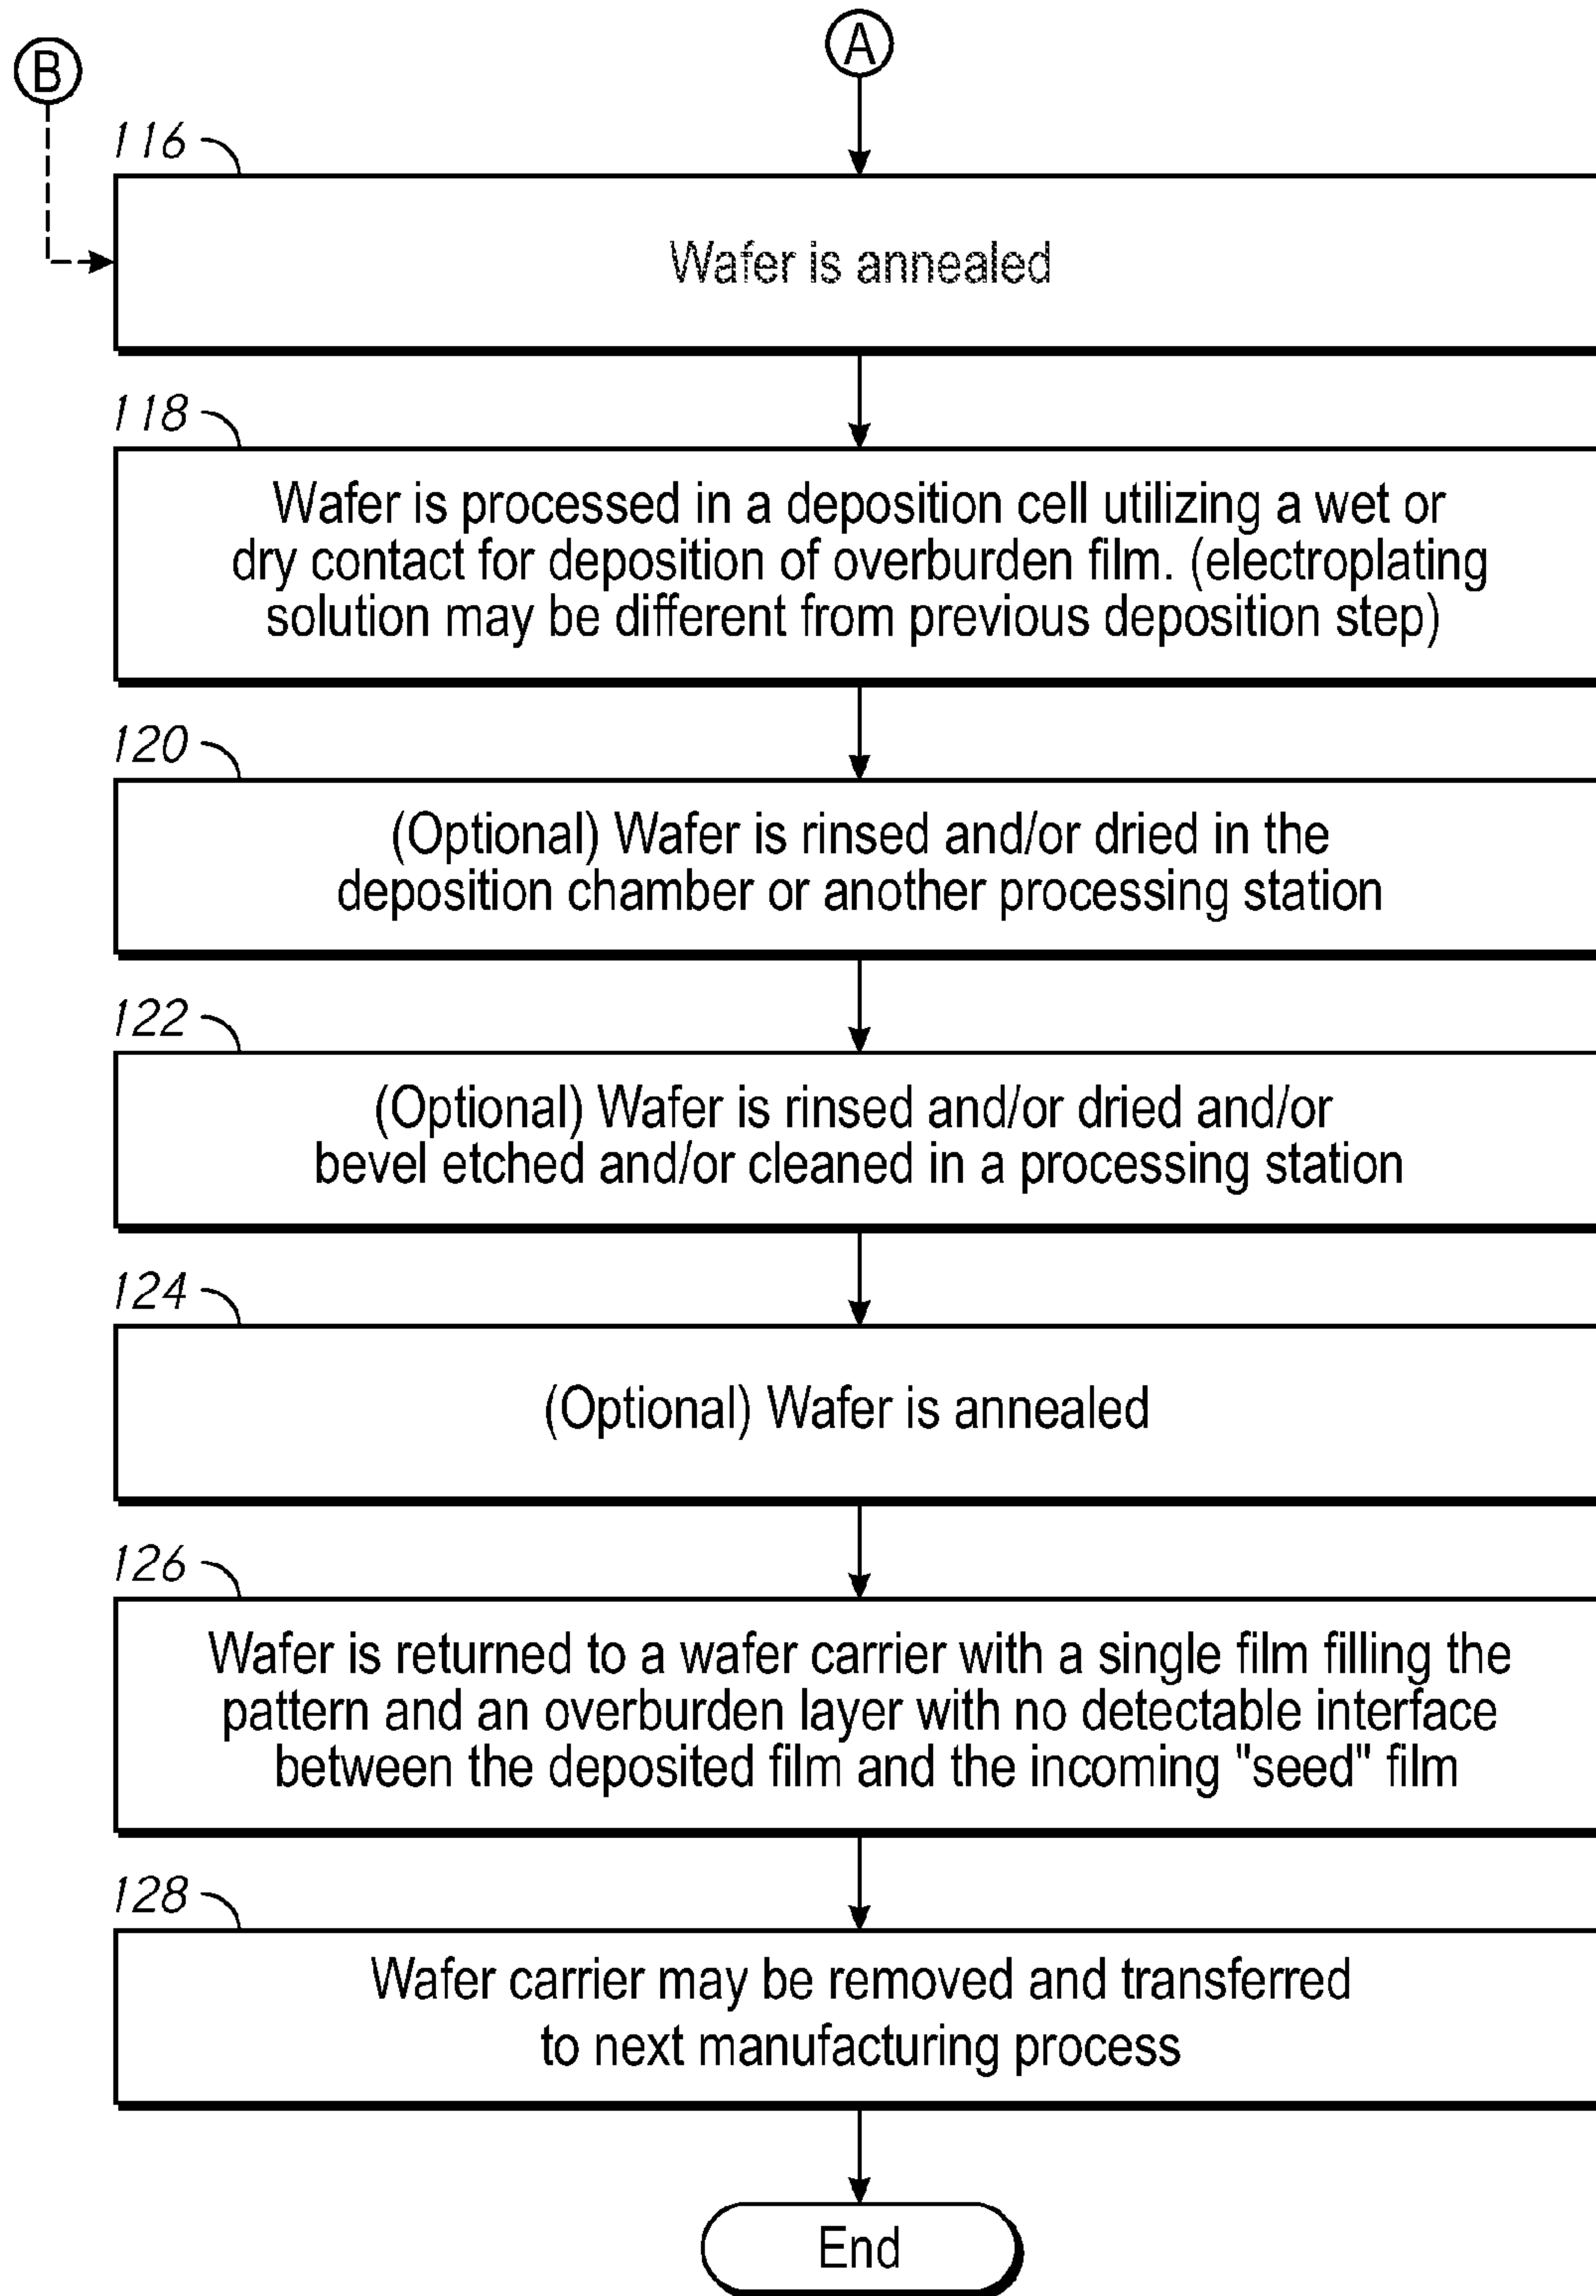 B
A
116
Wafer is annealed
118
Wafer is processed in a deposition cell utilizing a wet or
dry contact for deposition of overburden film. (electroplating
solution may be different from previous deposition step)
120
(Optional) Wafer is rinsed and/or dried in the
deposition chamber or another processing station
122
(Optional) Wafer is rinsed and/or dried and/or
bevel etched and/or cleaned in a processing station
124
(Optional) Wafer is annealed
126
Wafer is returned to a wafer carrier with a single film filling the
pattern and an overburden layer with no detectable interface
between the deposited film and the incoming "seed" film
128
Wafer carrier may be removed and transferred
to next manufacturing process
End